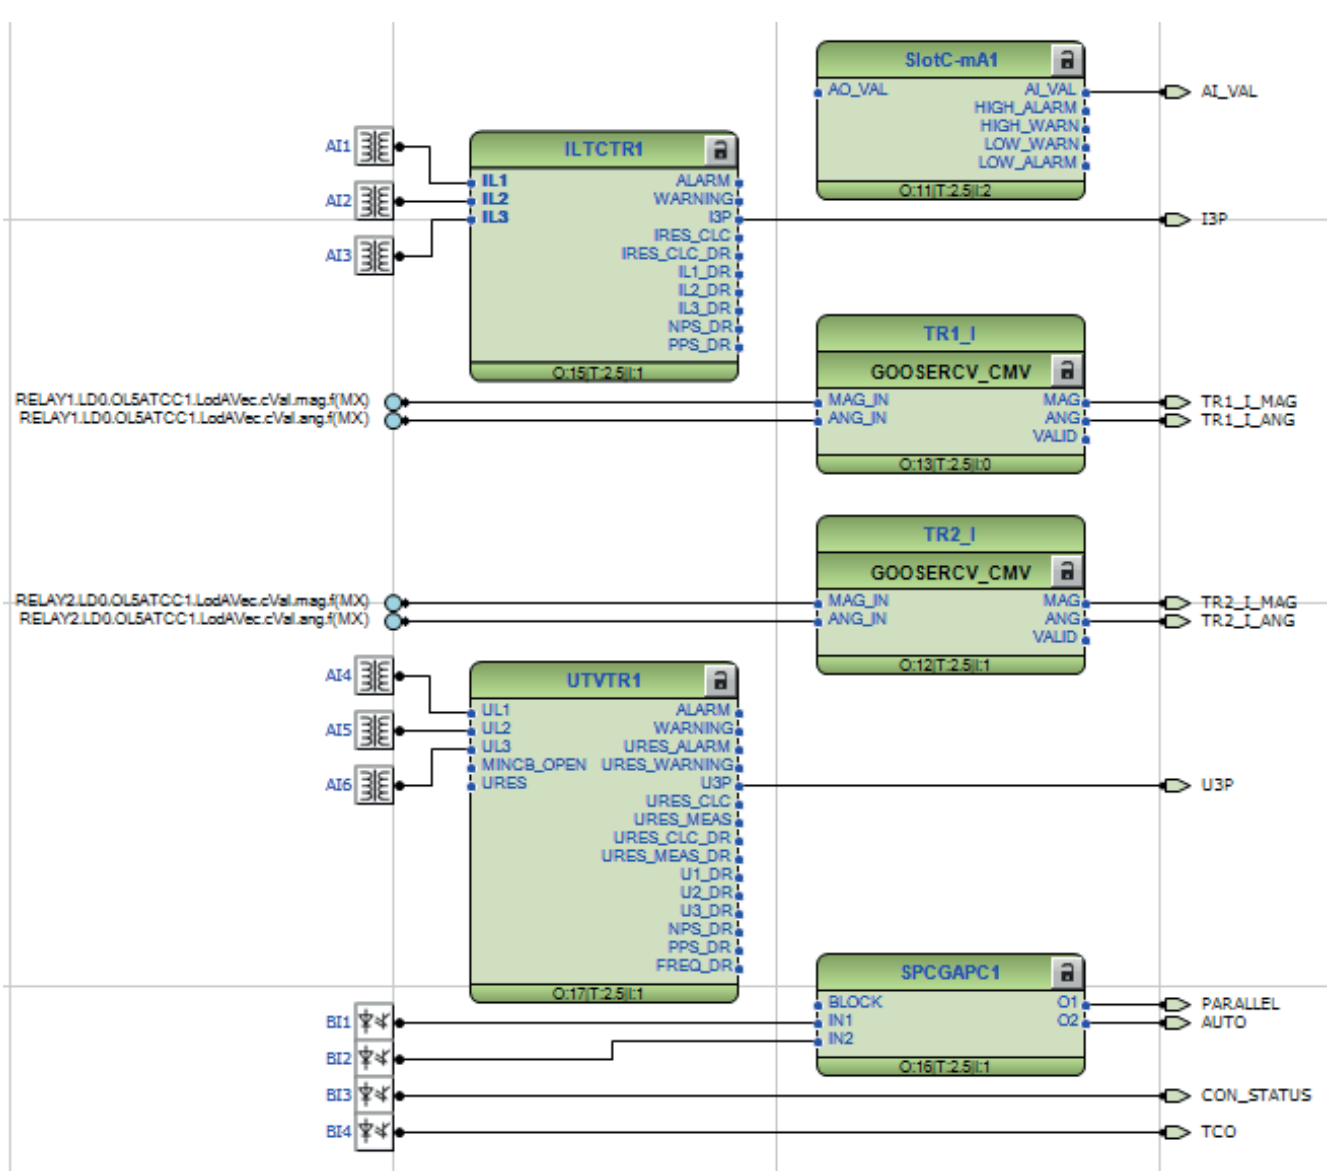 SlotC-mA1
AO_VAL AI_VAL
HIGH_ALARM
HIGH_WARN
LOW_WARN
LOW_ALARM
O:11|T:2.5|I:2
AI_VAL
AI1
AI2
AI3
ILTCTR1
IL1 ALARM
IL2 WARNING
IL3 I3P
IRES_CLC
IRES_CLC_DR
IL1_DR
IL2_DR
IL3_DR
NPS_DR
PPS_DR
O:15|T:2.5|I:1
I3P
TR1_I
GOOSERCV_CMV
RELAY1.LD0.OL5ATCC1.LodAVec.cVal.mag.f(MX) MAG_IN MAG TR1_I_MAG
RELAY1.LD0.OL5ATCC1.LodAVec.cVal.ang.f(MX) ANG_IN ANG TR1_I_ANG
VALID
O:13|T:2.5|I:0
TR2_I
GOOSERCV_CMV
RELAY2.LD0.OL5ATCC1.LodAVec.cVal.mag.f(MX) MAG_IN MAG TR2_I_MAG
RELAY2.LD0.OL5ATCC1.LodAVec.cVal.ang.f(MX) ANG_IN ANG TR2_I_ANG
VALID
O:12|T:2.5|I:1
AI4
AI5
AI6
UTVTR1
UL1 ALARM
UL2 WARNING
UL3 URES_ALARM
MINCB_OPEN URES_WARNING
URES U3P
URES_CLC
URES_MEAS
URES_CLC_DR
URES_MEAS_DR
U1_DR
U2_DR
U3_DR
NPS_DR
PPS_DR
FREQ_DR
O:17|T:2.5|I:1
U3P
SPCGAPC1
BLOCK O1 PARALLEL
BI1 IN1 O2 AUTO
BI2 IN2
O:16|T:2.5|I:1
BI3 CON_STATUS
BI4 TCO